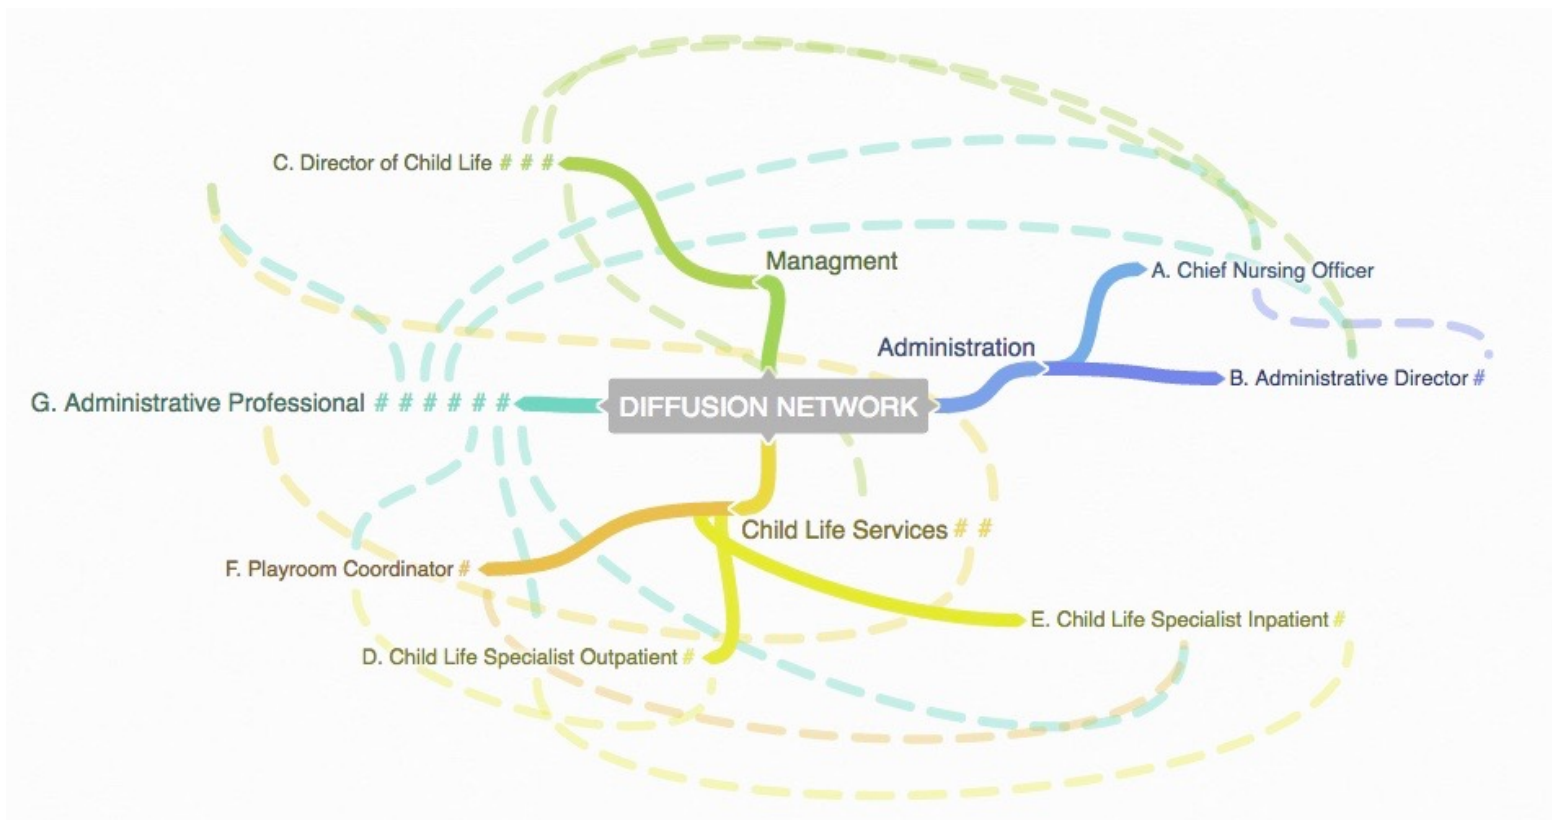 C. Director of Child Life # # #
Managment
A. Chief Nursing Officer
Administration
B. Administrative Director #
G. Administrative Professional # # # # # #
DIFFUSION NETWORK
Child Life Services # #
F. Playroom Coordinator #
E. Child Life Specialist Inpatient #
D. Child Life Specialist Outpatient #